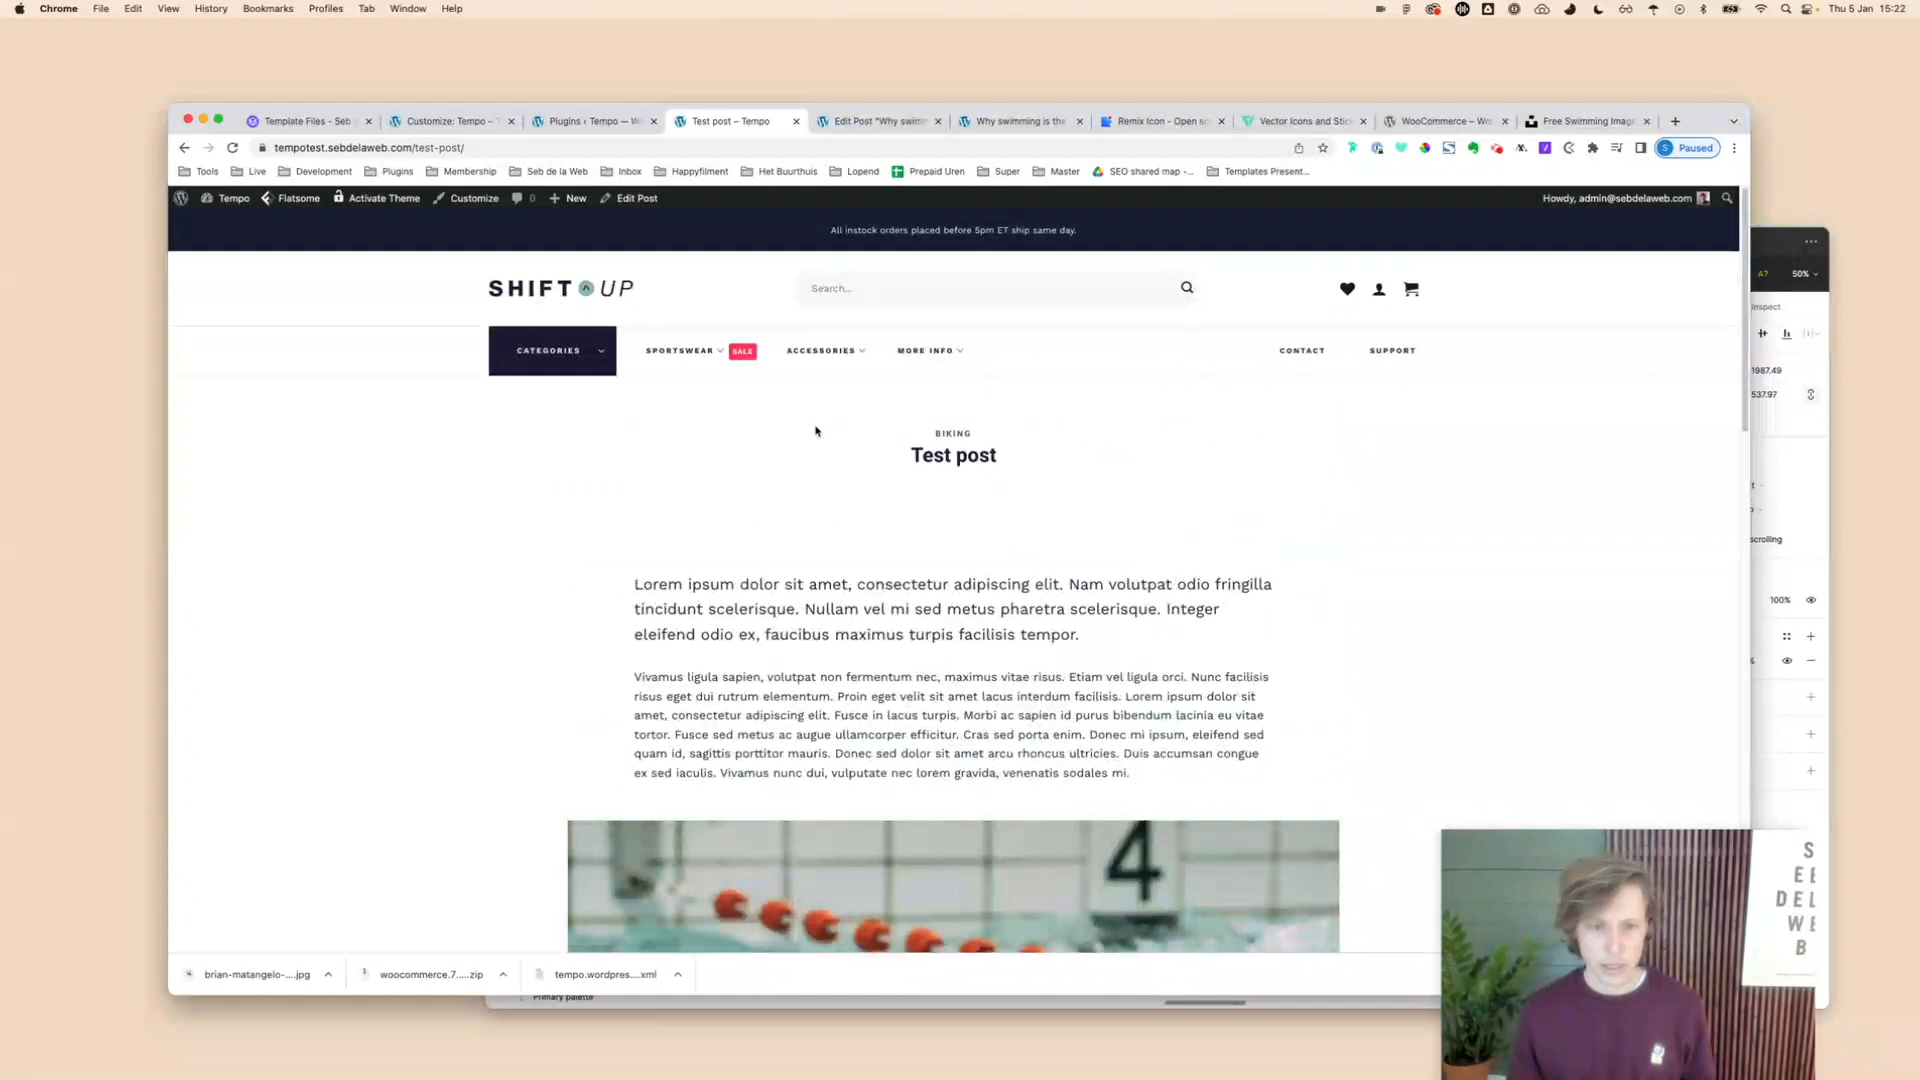 Chrome File Edit View History Bookmarks Profiles Tab Window Help
Thu 5 Jan 15:22
Template Files - Seb
Customize: Tempo –
Plugins ‹ Tempo — W
Test post – Tempo
Edit Post "Why swim
Why swimming is the
Remix Icon - Open so
Vector Icons and Stic
WooCommerce – Wo
Free Swimming Imag
tempotest.sebdelaweb.com/test-post/
Paused
Tools Live Development Plugins Membership Seb de la Web Inbox Happyfilment Het Buurthuis Lopend Prepaid Uren Super Master SEO shared map -... Templates Present...
Tempo Flatsome Activate Theme Customize 0 New Edit Post
Howdy, admin@sebdelaweb.com
All instock orders placed before 5pm ET ship same day.
A? 50%
SHIFT UP
Search...
Inspect
CATEGORIES SPORTSWEAR SALE ACCESSORIES MORE INFO CONTACT SUPPORT
1987.49
537.97
BIKING
Test post
scrolling
Lorem ipsum dolor sit amet, consectetur adipiscing elit. Nam volutpat odio fringilla
tincidunt scelerisque. Nullam vel mi sed metus pharetra scelerisque. Integer
eleifend odio ex, faucibus maximus turpis facilisis tempor.
100%
Vivamus ligula sapien, volutpat non fermentum nec, maximus vitae risus. Etiam vel ligula orci. Nunc facilisis
risus eget dui rutrum elementum. Proin eget velit sit amet lacus interdum facilisis. Lorem ipsum dolor sit
amet, consectetur adipiscing elit. Fusce in lacus turpis. Morbi ac sapien id purus bibendum lacinia eu vitae
tortor. Fusce sed metus ac augue ullamcorper efficitur. Cras sed porta enim. Donec mi ipsum, eleifend sed
quam id, sagittis porttitor mauris. Donec sed dolor sit amet arcu rhoncus ultricies. Duis accumsan congue
ex sed iaculis. Vivamus nunc dui, vulputate nec lorem gravida, venenatis sodales mi.
4
S
E E
DEL
WE
B
brian-matangelo-....jpg
woocommerce.7.....zip
tempo.wordpres....xml
Primary palette